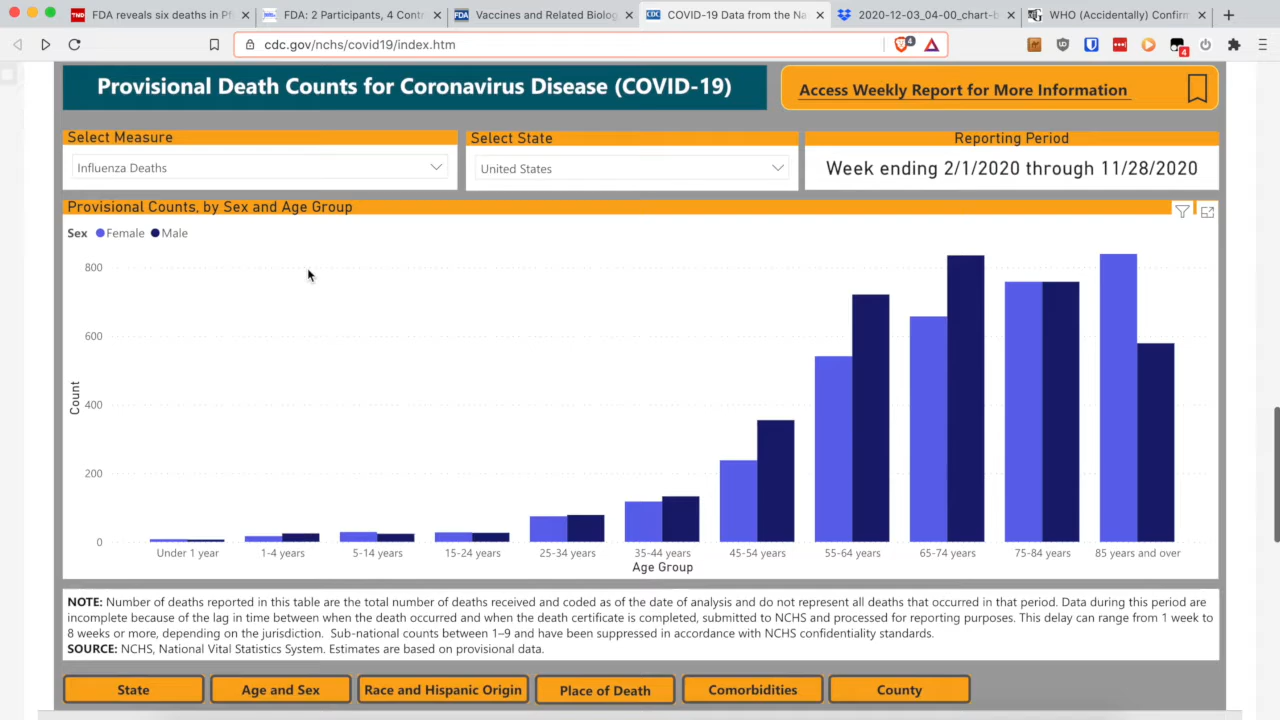 FDA reveals six deaths in Pf
FDA: 2 Participants, 4 Contr
Vaccines and Related Biolog
COVID-19 Data from the Na
2020-12-03_04-00_chart-b
WHO (Accidentally) Confirm
cdc.gov/nchs/covid19/index.htm
4
4
Provisional Death Counts for Coronavirus Disease (COVID-19)
Access Weekly Report for More Information
Select Measure
Select State
Reporting Period
Influenza Deaths
United States
Week ending 2/1/2020 through 11/28/2020
Provisional Counts, by Sex and Age Group
Sex Female Male
800
600
400
200
0
Count
Under 1 year 1-4 years 5-14 years 15-24 years 25-34 years 35-44 years 45-54 years 55-64 years 65-74 years 75-84 years 85 years and over
Age Group
NOTE: Number of deaths reported in this table are the total number of deaths received and coded as of the date of analysis and do not represent all deaths that occurred in that period. Data during this period are
incomplete because of the lag in time between when the death occurred and when the death certificate is completed, submitted to NCHS and processed for reporting purposes. This delay can range from 1 week to
8 weeks or more, depending on the jurisdiction. Sub-national counts between 1–9 and have been suppressed in accordance with NCHS confidentiality standards.
SOURCE: NCHS, National Vital Statistics System. Estimates are based on provisional data.
State
Age and Sex
Race and Hispanic Origin
Place of Death
Comorbidities
County